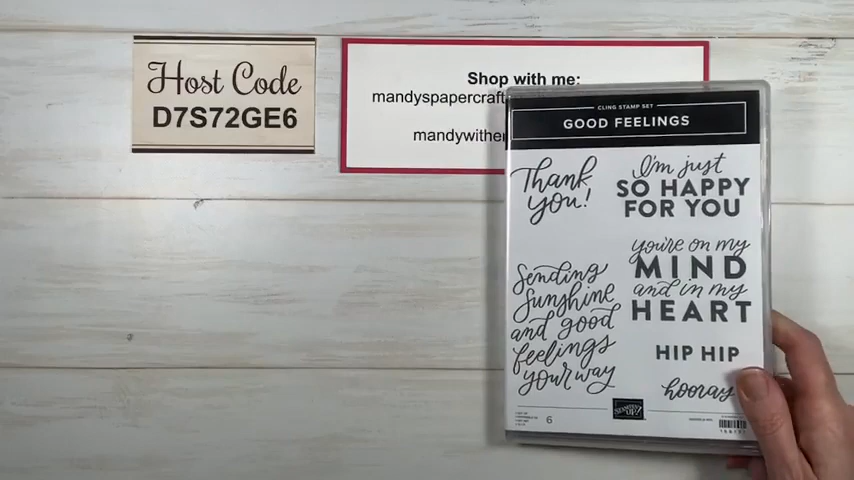 Host Code
D7S72GE6
Shop with me:
mandyspapercraft
mandywither
CLING STAMP SET
GOOD FEELINGS
Thank
you!
I'm just
SO HAPPY
FOR YOU
you're on my
MIND
and in my
HEART
Sending
Sunshine
and good
feelings
your way
HIP HIP
hooray
6
STAMPIN' UP!